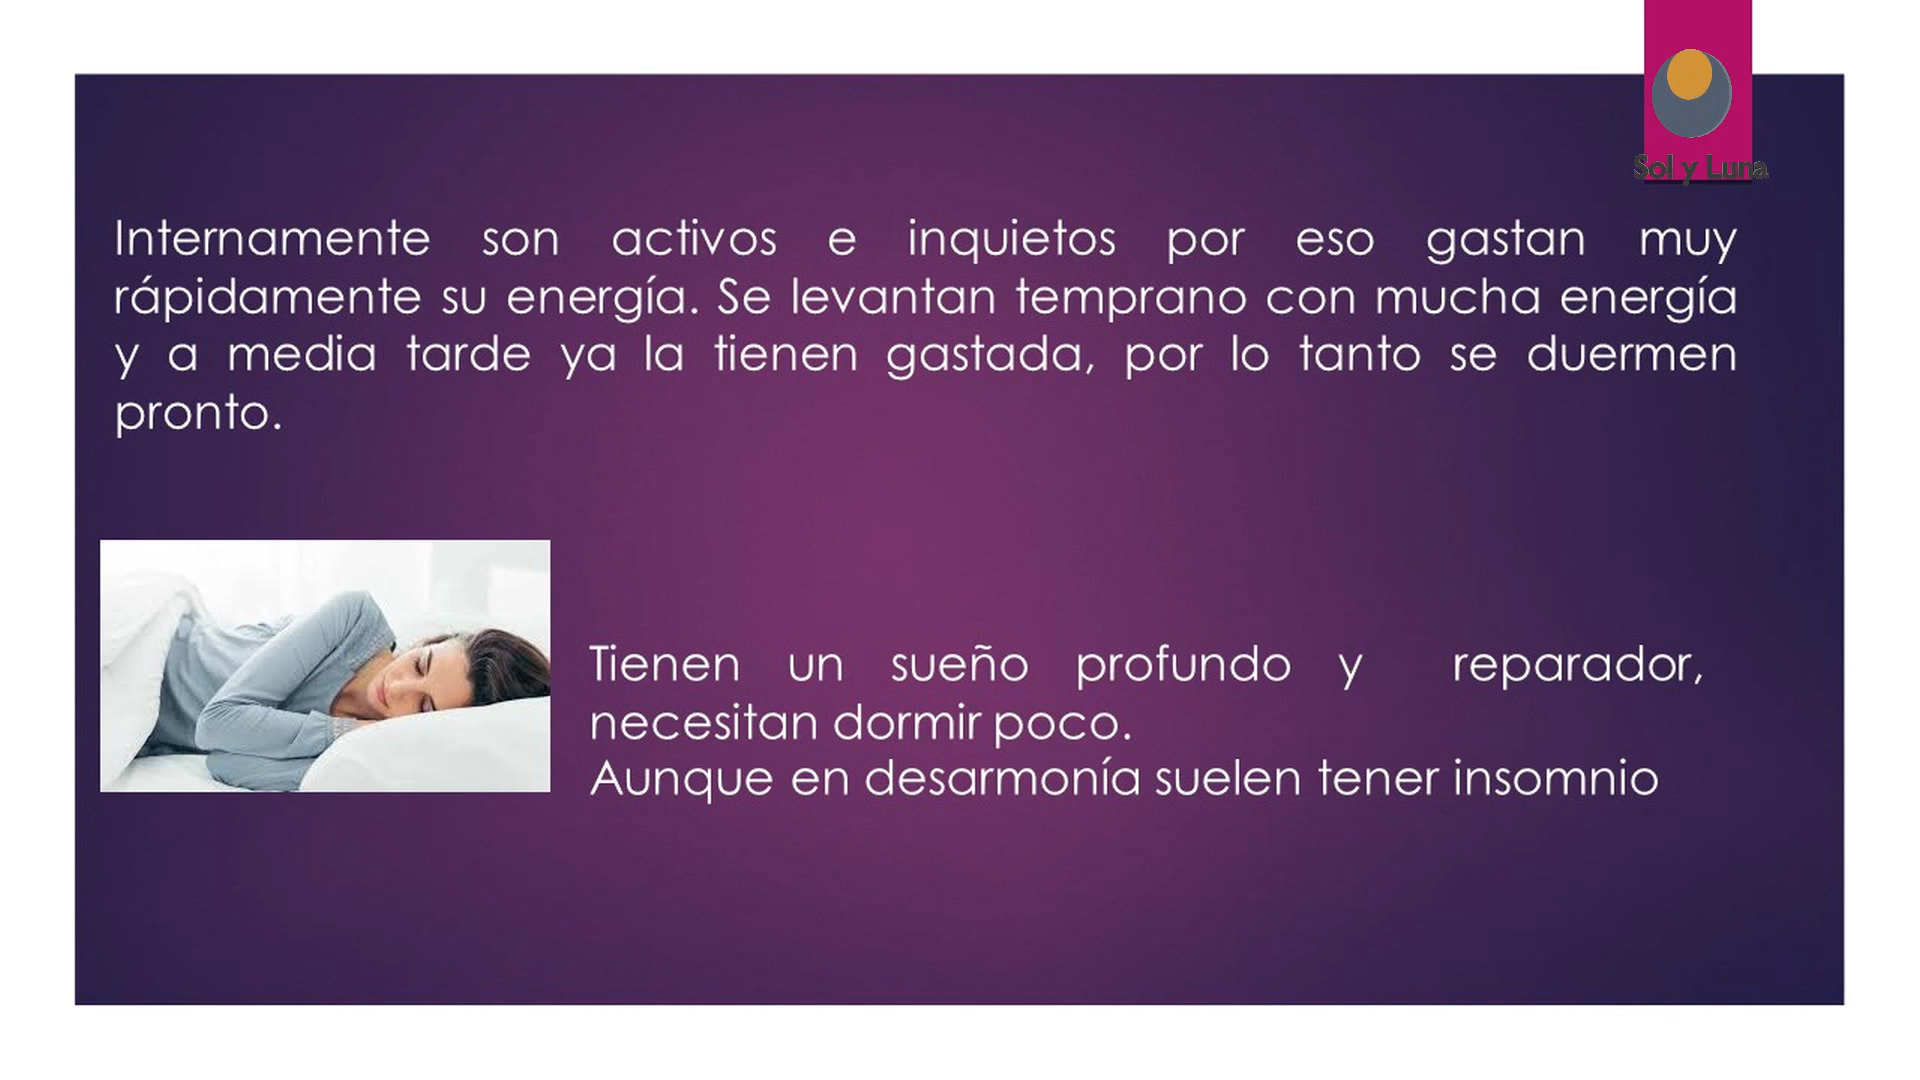 Sol y Luna
Internamente son activos e inquietos por eso gastan muy
rápidamente su energía. Se levantan temprano con mucha energía
y a media tarde ya la tienen gastada, por lo tanto se duermen
pronto.
Tienen un sueño profundo y reparador,
necesitan dormir poco.
Aunque en desarmonía suelen tener insomnio